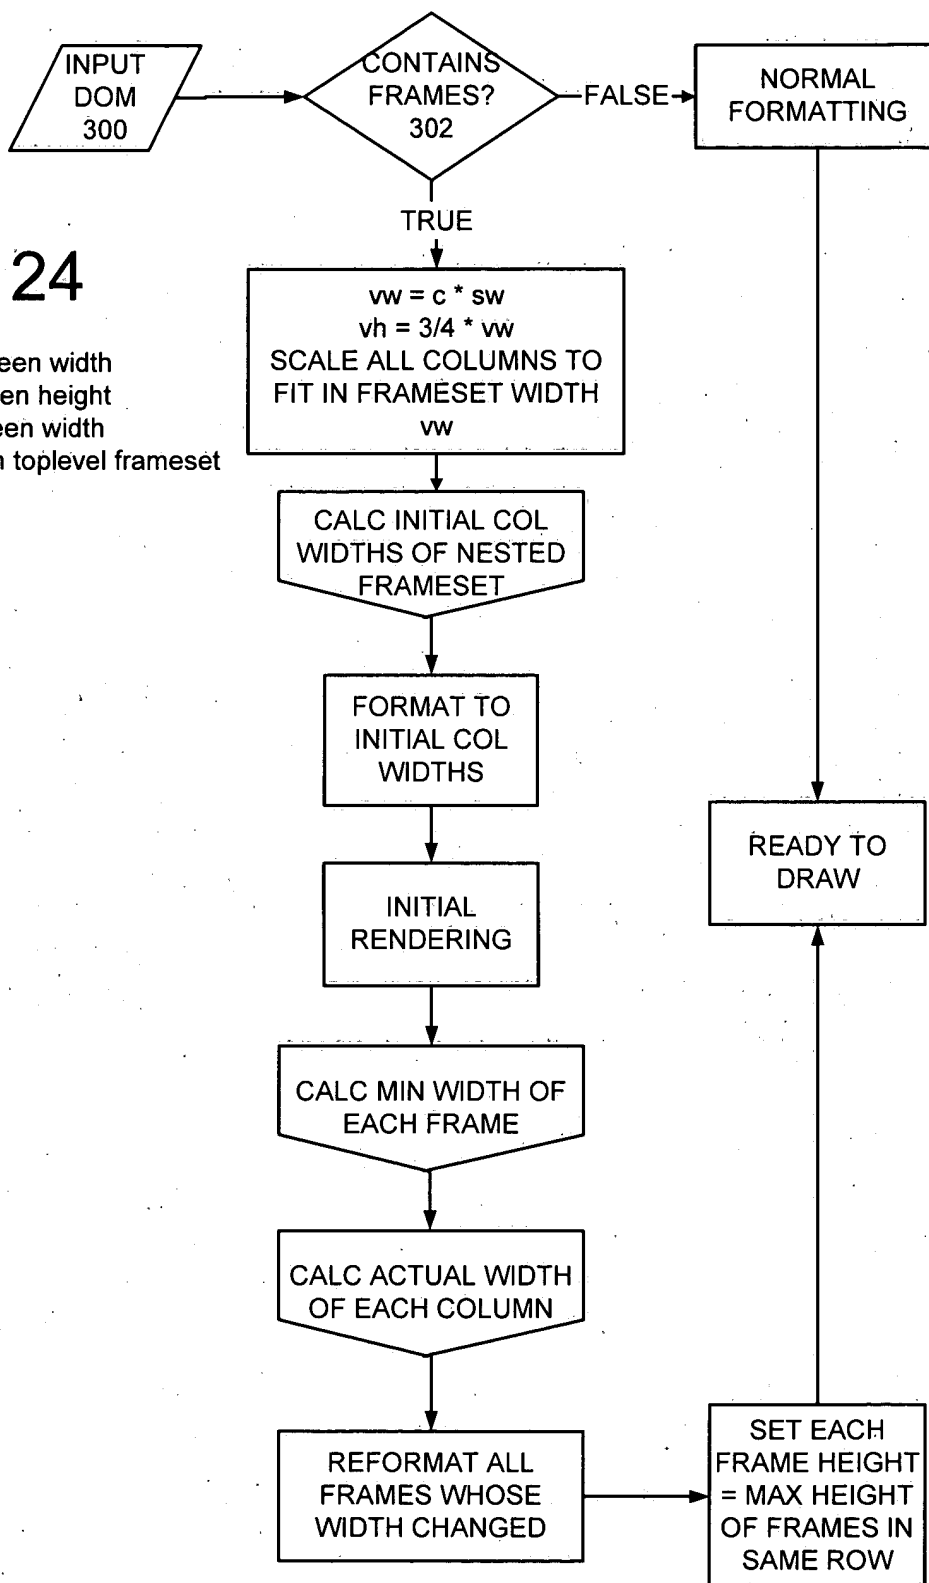 INPUT
DOM
300
CONTAINS
FRAMES?
302
FALSE
NORMAL
FORMATTING
TRUE
24
een width
en height
een width
toplevel frameset
vw = c * sw
vh = 3/4 * vw
SCALE ALL COLUMNS TO
FIT IN FRAMESET WIDTH
vw
CALC INITIAL COL
WIDTHS OF NESTED
FRAMESET
FORMAT TO
INITIAL COL
WIDTHS
INITIAL
RENDERING
READY TO
DRAW
CALC MIN WIDTH OF
EACH FRAME
CALC ACTUAL WIDTH
OF EACH COLUMN
REFORMAT ALL
FRAMES WHOSE
WIDTH CHANGED
SET EACH
FRAME HEIGHT
= MAX HEIGHT
OF FRAMES IN
SAME ROW